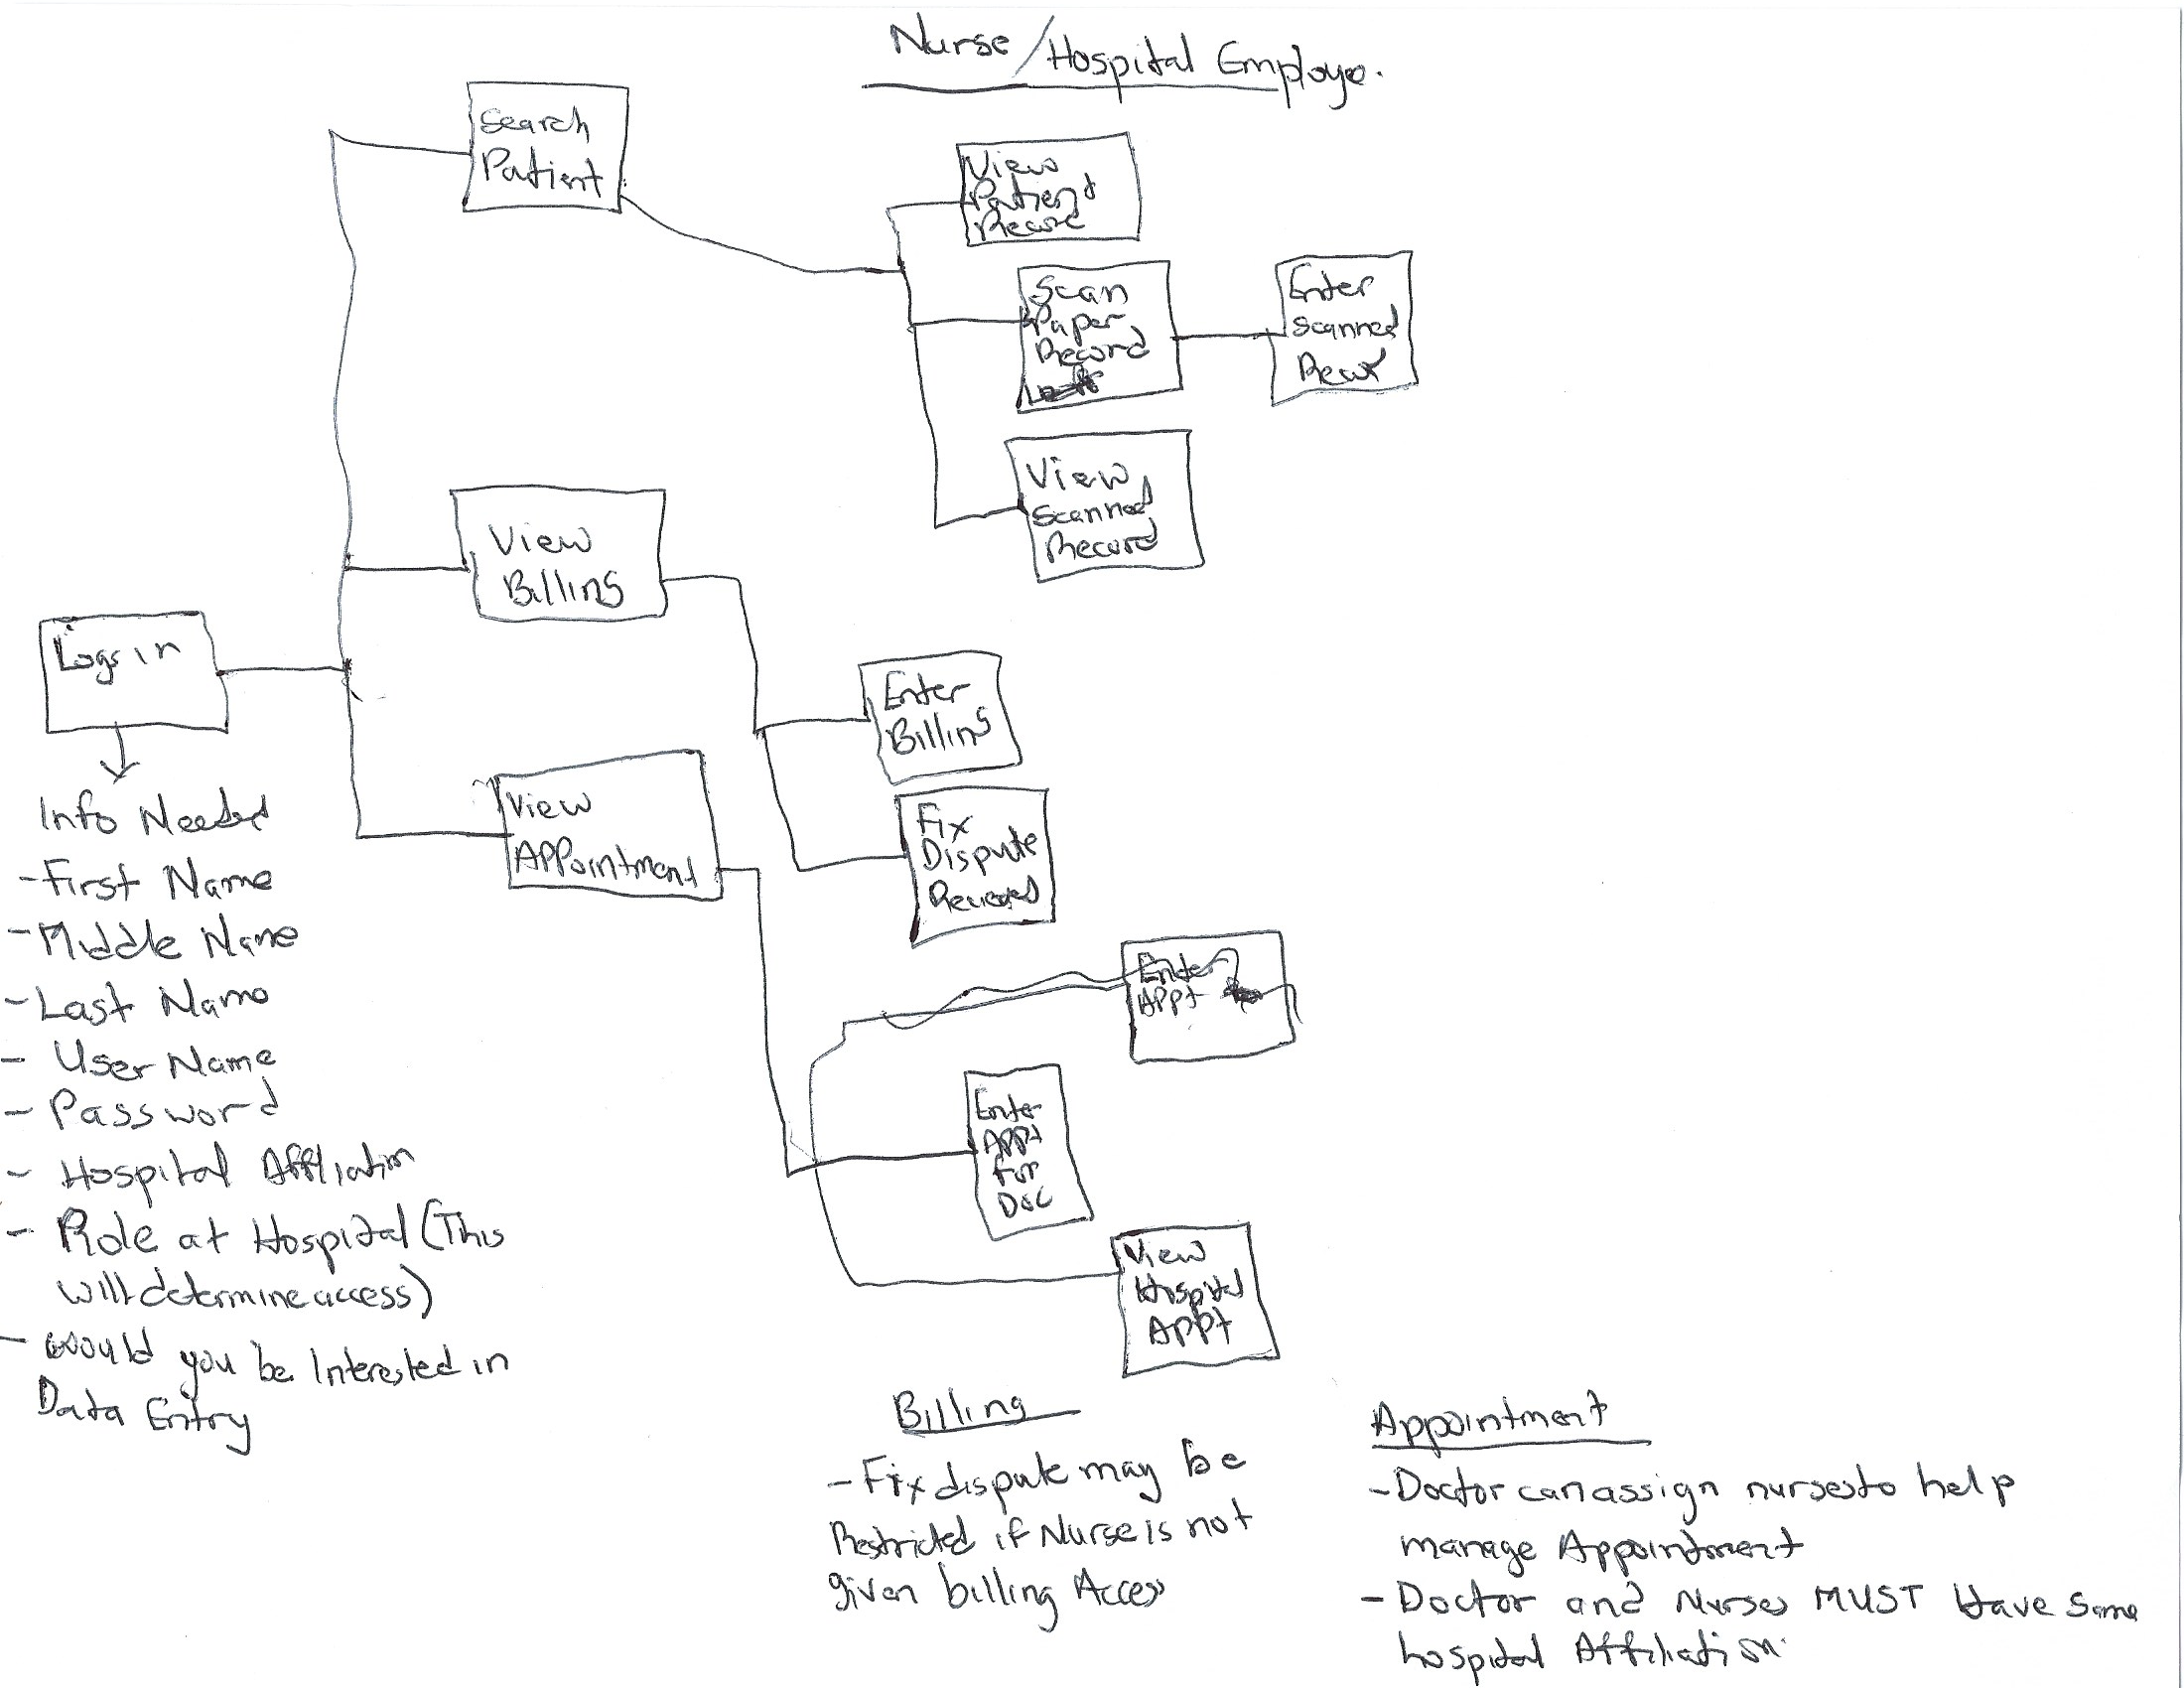 Nurse/Hospital Employe.
Search
Patient
View
Patient
Record
Scan
Paper
Record
Enter
Scanned
View
Scanned
Record
View
Billing
Logs in
Enter
Billing
View
APPointment
Fix
Dispute
Enter
APPt
Enter
APPt
For
Doc
View
Hospital
APPt
Info Needed
-First Name
-Middle Name
-Last Name
- User Name
- Password
- Hospital Affliation
- Role at Hospital (This
will determine access)
- Would you be Interested in
Data Entry
Billing
-Fix dispute may be
Restricted if Nurse is not
given billing Access
Appointment
-Doctor can assign nurses to help
manage Appointment
- Doctor and Nurses MUST Have Same
hospital Affiliation.